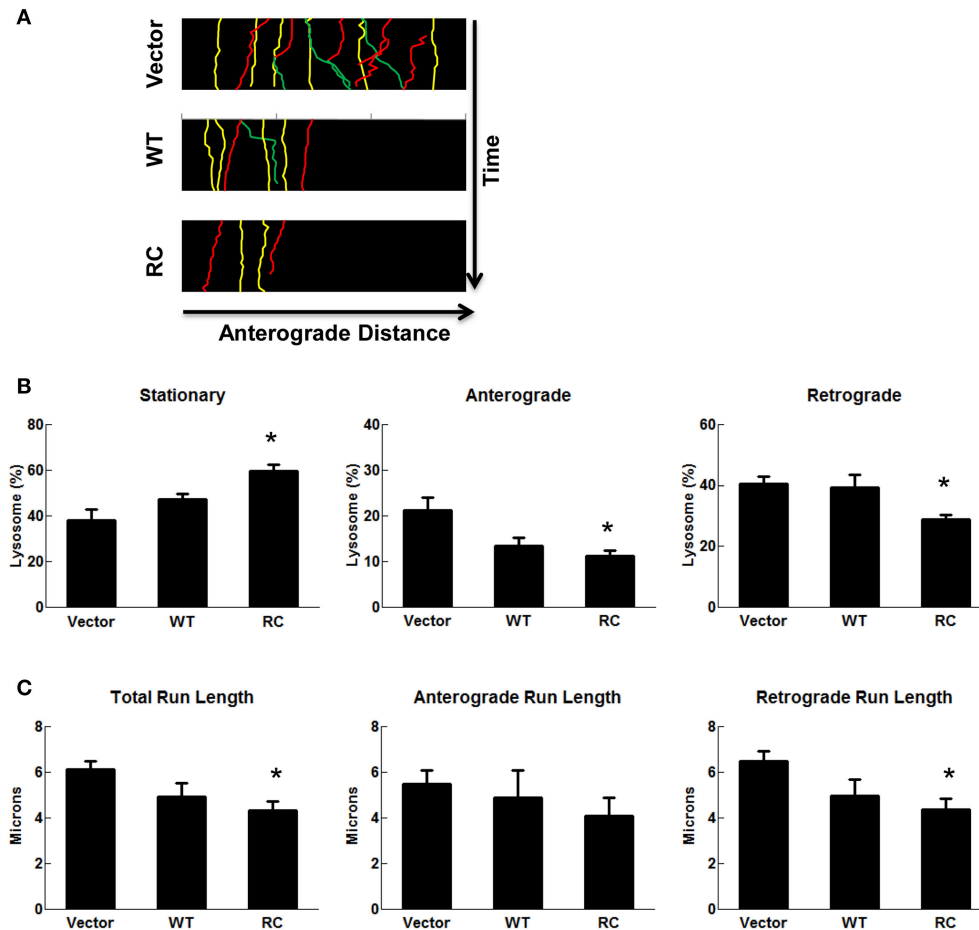 A
Vector
WT
RC
Time
Anterograde Distance
B
Stationary
Lysosome (%)
80
60
40
20
0
*
Vector WT RC
Anterograde
Lysosome (%)
40
30
20
10
0
*
Vector WT RC
Retrograde
Lysosome (%)
60
40
20
0
*
Vector WT RC
C
Total Run Length
Microns
8
6
4
2
0
*
Vector WT RC
Anterograde Run Length
Microns
8
6
4
2
0
Vector WT RC
Retrograde Run Length
Microns
8
6
4
2
0
*
Vector WT RC